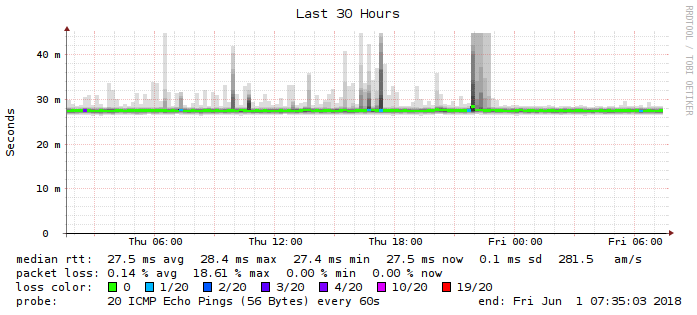 Last 30 Hours
RRDTOOL / TOBI OETIKER
Seconds
40 m
30 m
20 m
10 m
0
Thu 06:00 Thu 12:00 Thu 18:00 Fri 00:00 Fri 06:00
median rtt: 27.5 ms avg 28.4 ms max 27.4 ms min 27.5 ms now 0.1 ms sd 281.5 am/s
packet loss: 0.14 % avg 18.61 % max 0.00 % min 0.00 % now
loss color: 0 1/20 2/20 3/20 4/20 10/20 19/20
probe: 20 ICMP Echo Pings (56 Bytes) every 60s end: Fri Jun 1 07:35:03 2018